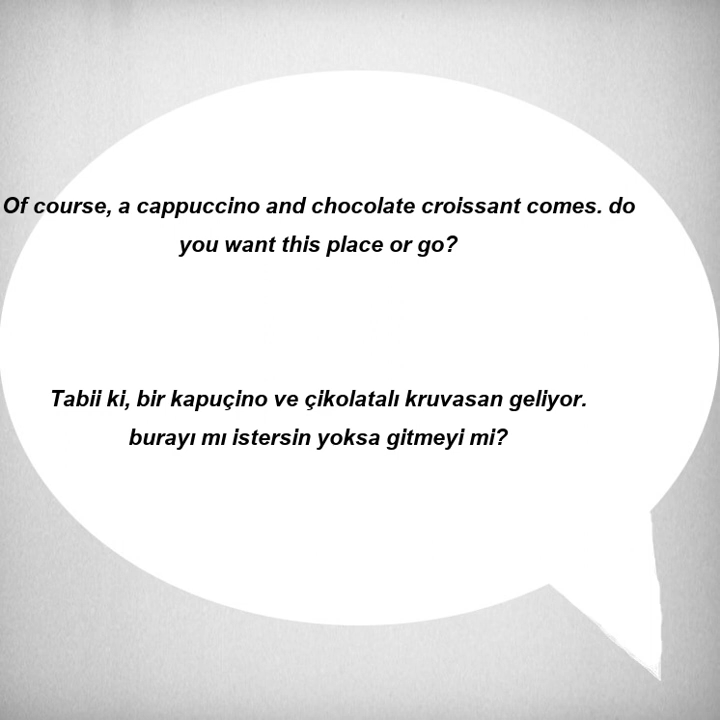 Of course, a cappuccino and chocolate croissant comes. do
you want this place or go?
Tabii ki, bir kapuçino ve çikolatalı kruvasan geliyor.
burayı mı istersin yoksa gitmeyi mi?